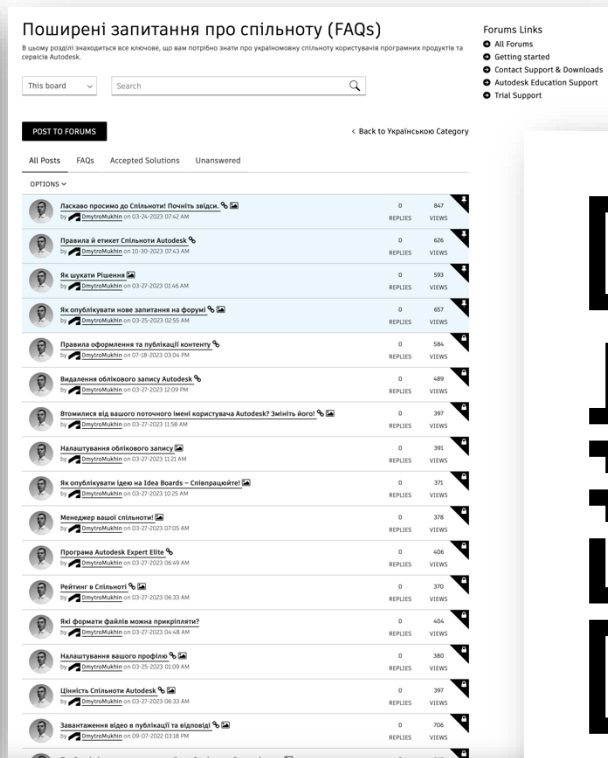 Поширені запитання про спільноту (FAQs)
В цьому розділі знаходиться все ключове, що вам потрібно знати про україномовну спільноту користувачів програмних продуктів та
сервісів Autodesk.
This board
Search
POST TO FORUMS
‹ Back to Українською Category
All Posts FAQs Accepted Solutions Unanswered
OPTIONS
Ласкаво просимо до Спільноти! Почніть звідси. 0 847
by DmytroMukhin on 03-24-2023 07:42 AM REPLIES VIEWS
Правила й етикет Спільноти Autodesk 0 626
by DmytroMukhin on 10-30-2023 07:43 AM REPLIES VIEWS
Як шукати Рішення 0 593
by DmytroMukhin on 03-27-2023 01:46 AM REPLIES VIEWS
Як опублікувати нове запитання на форумі 0 657
by DmytroMukhin on 03-25-2023 02:55 AM REPLIES VIEWS
Правила оформлення та публікації контенту 0 584
by DmytroMukhin on 07-18-2023 03:04 PM REPLIES VIEWS
Видалення облікового запису Autodesk 0 489
by DmytroMukhin on 03-27-2023 12:09 PM REPLIES VIEWS
Втомилися від вашого поточного імені користувача Autodesk? Змініть його! 0 397
by DmytroMukhin on 03-27-2023 11:58 AM REPLIES VIEWS
Налаштування облікового запису 0 391
by DmytroMukhin on 03-27-2023 11:21 AM REPLIES VIEWS
Як опублікувати ідею на Idea Boards – Співпрацюйте! 0 371
by DmytroMukhin on 03-27-2023 10:25 AM REPLIES VIEWS
Менеджер вашої спільноти! 0 378
by DmytroMukhin on 03-27-2023 07:05 AM REPLIES VIEWS
Програма Autodesk Expert Elite 0 406
by DmytroMukhin on 03-27-2023 06:49 AM REPLIES VIEWS
Рейтинг в Спільноті 0 370
by DmytroMukhin on 03-27-2023 06:33 AM REPLIES VIEWS
Які формати файлів можна прикріпляти? 0 404
by DmytroMukhin on 03-27-2023 04:48 AM REPLIES VIEWS
Налаштування вашого профілю 0 380
by DmytroMukhin on 03-25-2023 01:09 AM REPLIES VIEWS
Цінність Спільноти Autodesk 0 397
by DmytroMukhin on 03-27-2023 06:33 AM REPLIES VIEWS
Завантаження відео в публікації та відповіді 0 706
by DmytroMukhin on 09-07-2022 03:18 PM REPLIES VIEWS
Forums Links
All Forums
Getting started
Contact Support & Downloads
Autodesk Education Support
Trial Support